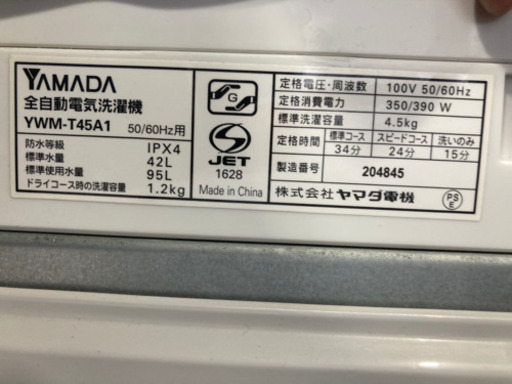 YAMADA
全自動電気洗濯機
YWM-T45A1 50/60Hz用
防水等級 IPX4
標準水量 42L
標準使用水量 95L
ドライコース時の洗濯容量 1.2kg
G
S
JET
1628
Made in China
定格電圧・周波数 100V 50/60Hz
定格消費電力 350/390 W
標準洗濯容量 4.5kg
定格時間 標準コース スピードコース 洗いのみ
34分 24分 15分
製造番号 204845
株式会社 ヤマダ電機
PS
E